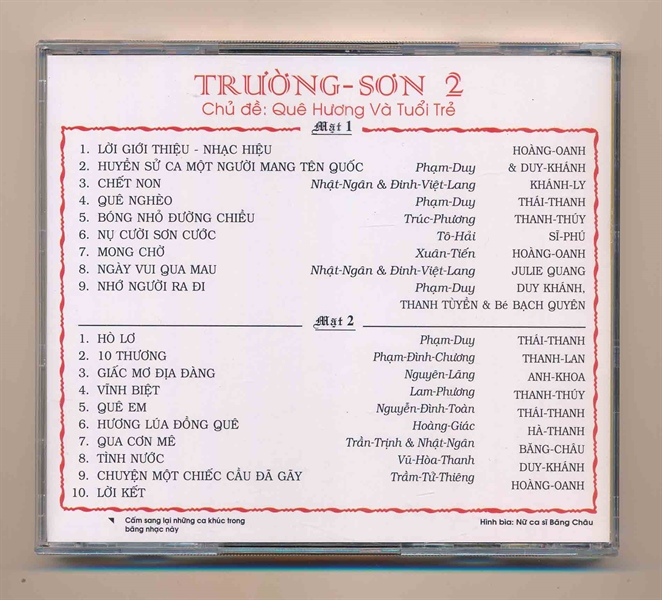 TRƯỜNG-SƠN 2
Chủ đề: Quê Hương Và Tuổi Trẻ
Mặt 1
1. LỜI GIỚI THIỆU - NHẠC HIỆU HOÀNG-OANH
2. HUYỀN SỬ CA MỘT NGƯỜI MANG TÊN QUỐC Phạm-Duy & DUY-KHÁNH
3. CHẾT NON Nhật-Ngân & Đinh-Việt-Lang KHÁNH-LY
4. QUÊ NGHÈO Phạm-Duy THÁI-THANH
5. BÓNG NHỎ ĐƯỜNG CHIỀU Trúc-Phương THANH-THÚY
6. NỤ CƯỜI SƠN CƯỚC Tô-Hải SĨ-PHÚ
7. MONG CHỜ Xuân-Tiến HOÀNG-OANH
8. NGÀY VUI QUA MAU Nhật-Ngân & Đinh-Việt-Lang JULIE QUANG
9. NHỚ NGƯỜI RA ĐI Phạm-Duy DUY KHÁNH,
THANH TUYỀN & Bé BẠCH QUYÊN
Mặt 2
1. HÒ LƠ Phạm-Duy THÁI-THANH
2. 10 THƯƠNG Phạm-Đình-Chương THANH-LAN
3. GIẤC MƠ ĐỊA ĐÀNG Nguyên-Lãng ANH-KHOA
4. VĨNH BIỆT Lam-Phương THANH-THÚY
5. QUÊ EM Nguyễn-Đình-Toàn THÁI-THANH
6. HƯƠNG LÚA ĐỒNG QUÊ Hoàng-Giác HÀ-THANH
7. QUA CƠN MÊ Trần-Trịnh & Nhật-Ngân BĂNG-CHÂU
8. TÌNH NƯỚC Vũ-Hòa-Thanh DUY-KHÁNH
9. CHUYỆN MỘT CHIẾC CẦU ĐÃ GÃY Trầm-Tử-Thiêng HOÀNG-OANH
10. LỜI KẾT
Cấm sang lại những ca khúc trong
băng nhạc này
Hình bìa: Nữ ca sĩ Băng Châu